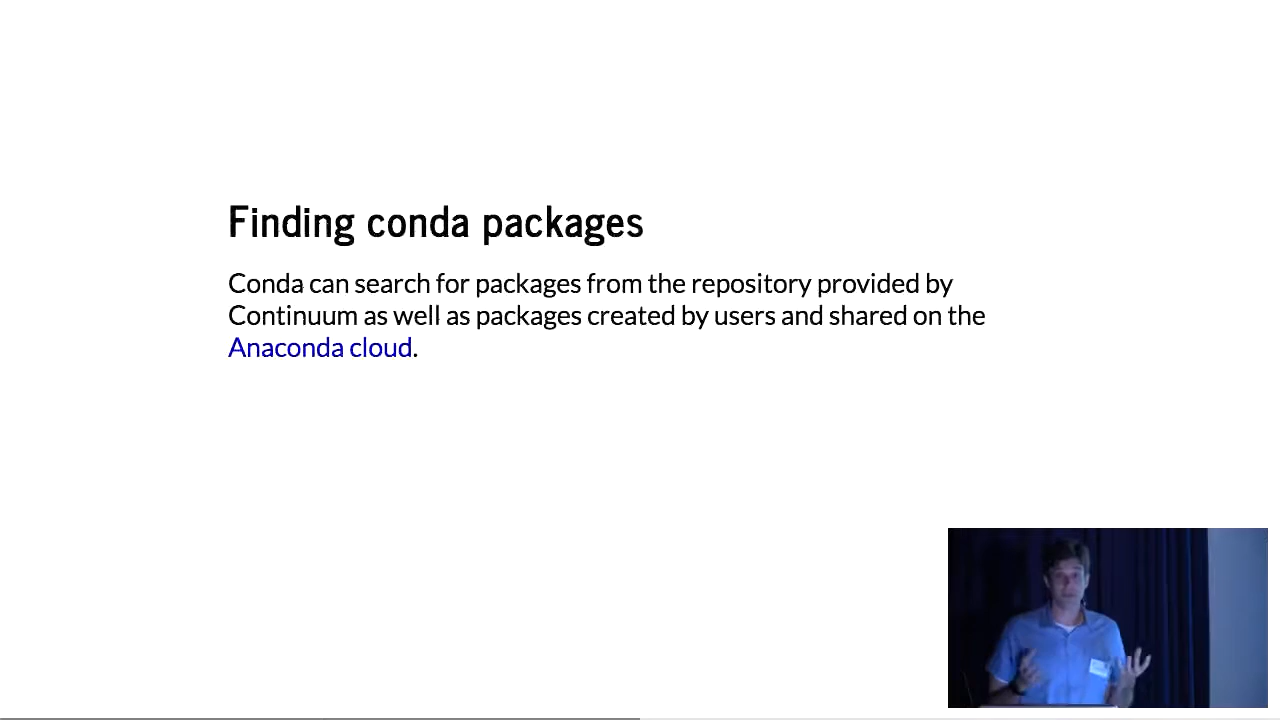 Finding conda packages
Conda can search for packages from the repository provided by
Continuum as well as packages created by users and shared on the
Anaconda cloud.